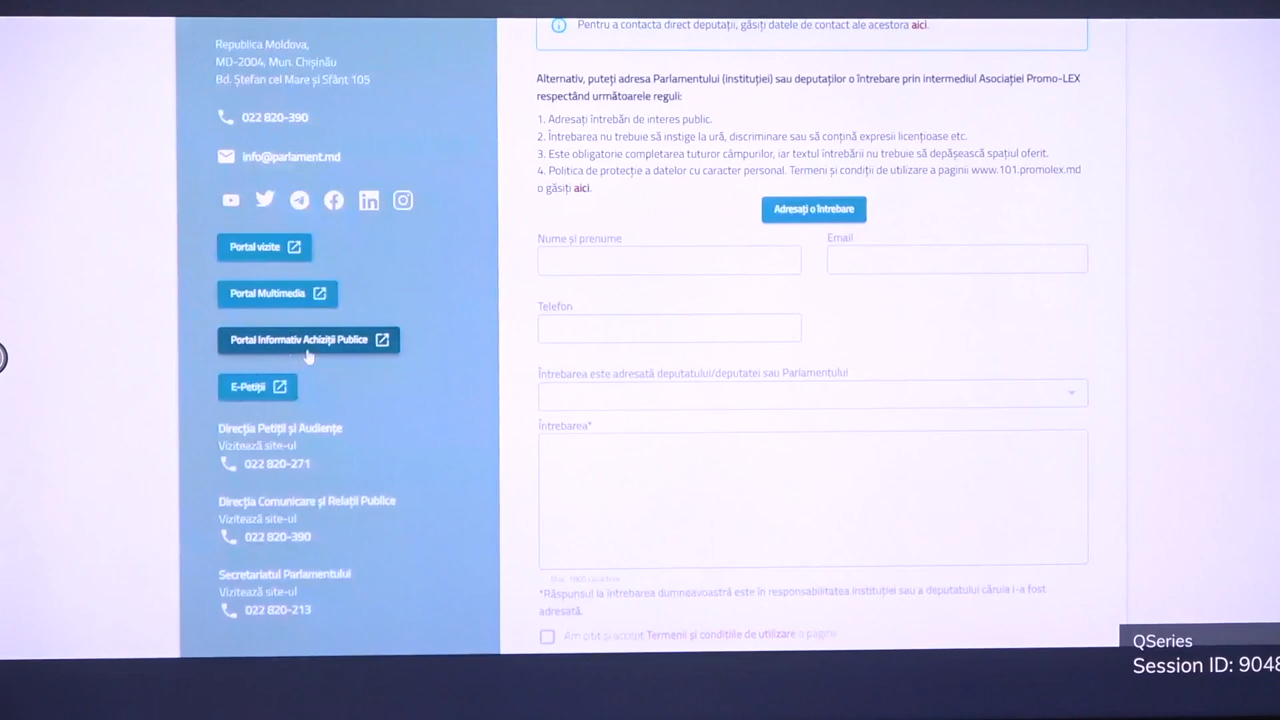 Republica Moldova,
MD-2004, Mun. Chișinău
Bd. Ștefan cel Mare și Sfânt 105
022 820-390
info@parlament.md
Portal vizite
Portal Multimedia
Portal Informativ Achiziții Publice
E-Petiții
Direcția Petiții și Audiențe
Vizitează site-ul
022 820-271
Direcția Comunicare și Relații Publice
Vizitează site-ul
022 820-390
Secretariatul Parlamentului
Vizitează site-ul
022 820-213
Pentru a contacta direct deputații, găsiți datele de contact ale acestora aici.
Alternativ, puteți adresa Parlamentului (instituției) sau deputaților o întrebare prin intermediul Asociației Promo-LEX
respectând următoarele reguli:
1. Adresați întrebări de interes public.
2. Întrebarea nu trebuie să instige la ură, discriminare sau să conțină expresii licențioase etc.
3. Este obligatorie completarea tuturor câmpurilor, iar textul întrebării nu trebuie să depășească spațiul oferit.
4. Politica de protecție a datelor cu caracter personal. Termeni și condiții de utilizare a paginii www.101.promolex.md
o găsiți aici.
Adresați o întrebare
Nume și prenume
Email
Telefon
Întrebarea este adresată deputatului/deputatei sau Parlamentului
Întrebarea*
Max. 1800 caractere
*Răspunsul la întrebarea dumneavoastră este în responsabilitatea instituției sau a deputatului căruia i-a fost
adresată.
Am citit și accept Termenii și condițiile de utilizare a paginii
QSeries
Session ID: 9048